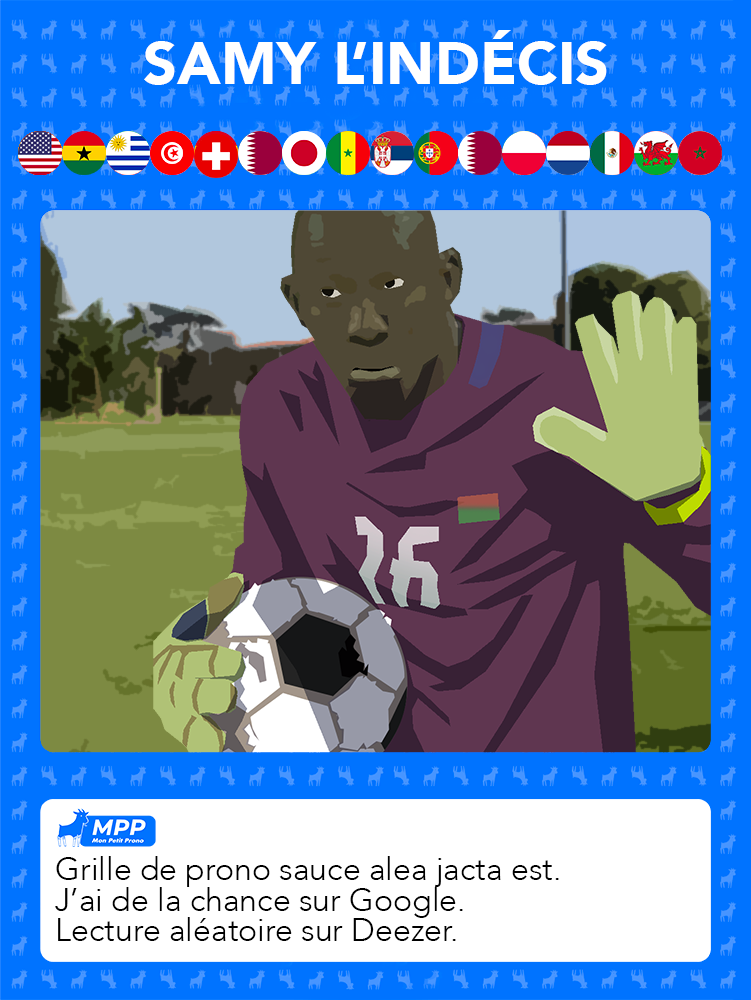 SAMY L'INDÉCIS
16
MPP
Mon Petit Prono
Grille de prono sauce alea jacta est.
J'ai de la chance sur Google.
Lecture aléatoire sur Deezer.